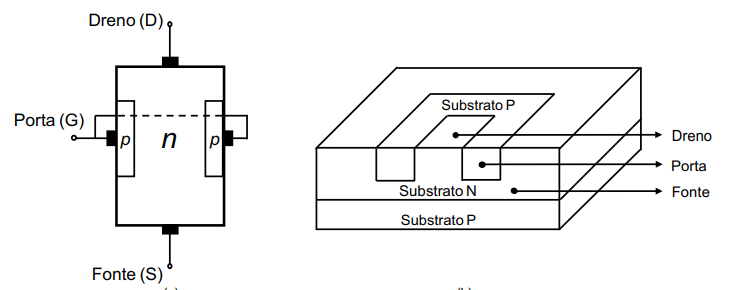 Dreno (D)
Porta (G)
p
n
p
Fonte (S)
Substrato P
Dreno
Porta
Substrato N
Fonte
Substrato P